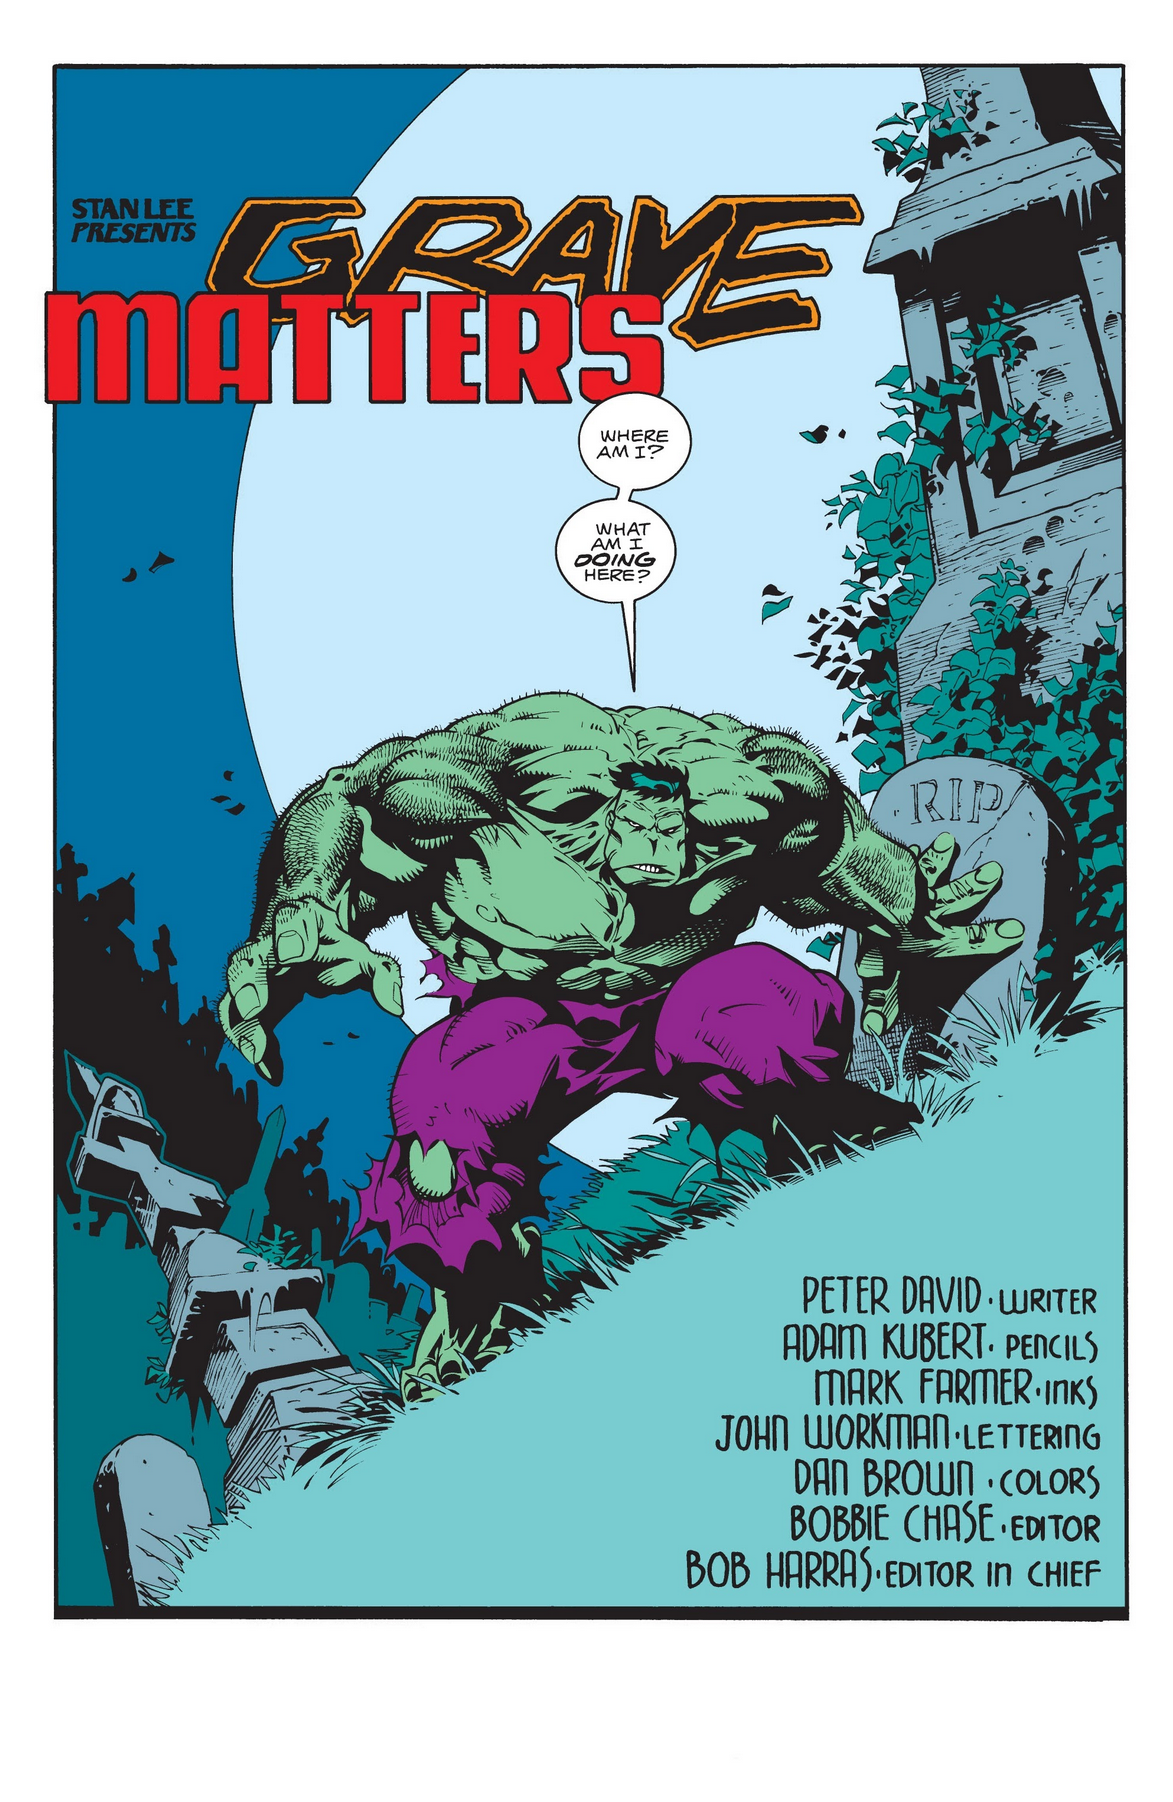 STAN LEE
PRESENTS
GRAVE
MATTERS
WHERE
AM I?
WHAT
AM I
DOING
HERE?
RIP
PETER DAVID · WRITER
ADAM KUBERT · PENCILS
MARK FARMER · INKS
JOHN WORKMAN · LETTERING
DAN BROWN · COLORS
BOBBIE CHASE · EDITOR
BOB HARRAS · EDITOR IN CHIEF